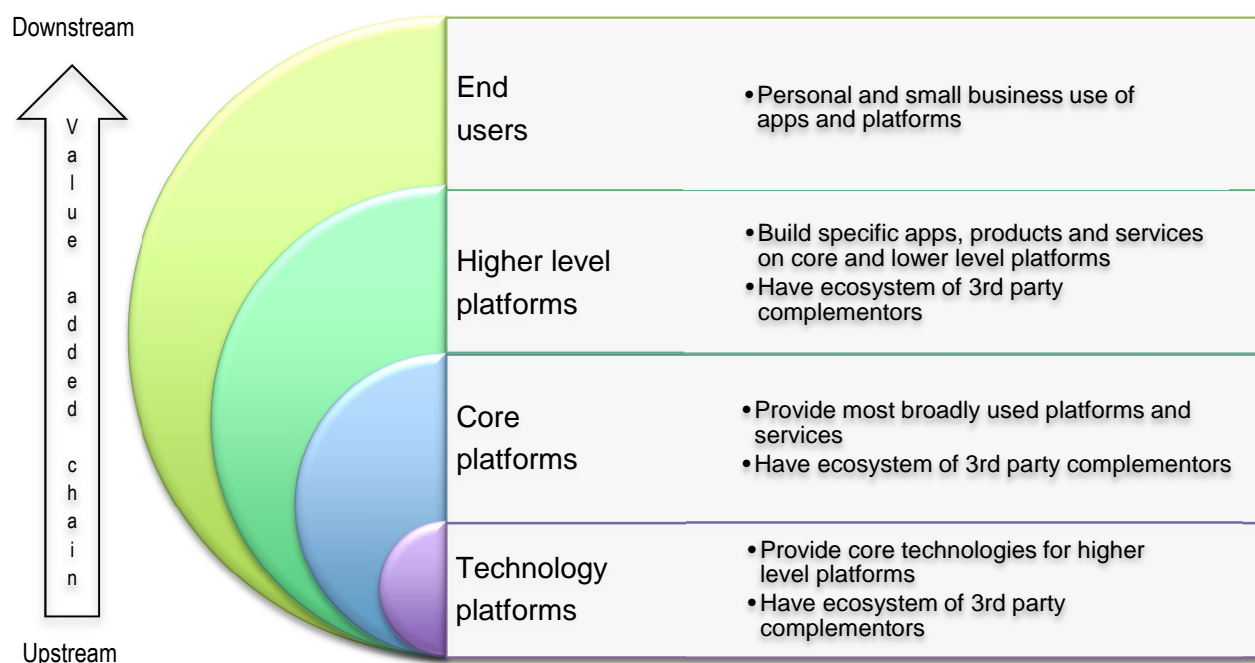 Downstream
Value added chain
Upstream
End
users
•Personal and small business use of
apps and platforms
Higher level
platforms
•Build specific apps, products and services
on core and lower level platforms
•Have ecosystem of 3rd party
complementors
Core
platforms
•Provide most broadly used platforms and
services
•Have ecosystem of 3rd party complementors
Technology
platforms
•Provide core technologies for higher
level platforms
•Have ecosystem of 3rd party
complementors